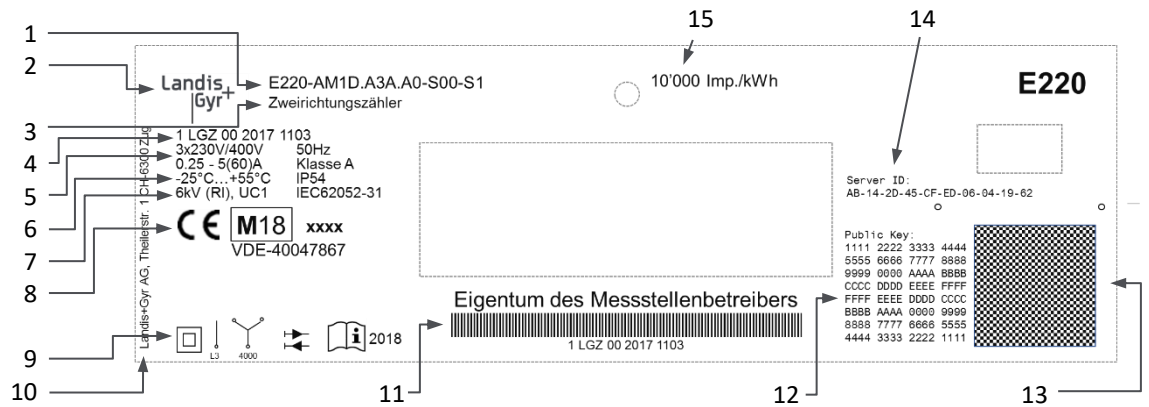 15
14
1
2
Landis
Gyr+
E220-AM1D.A3A.A0-S00-S1
Zweirichtungszähler
10'000 Imp./kWh
E220
3
4
5
6
7
8
9
10
1 LGZ 00 2017 1103
3x230V/400V 50Hz
0.25 - 5(60)A Klasse A
-25°C...+55°C IP54
6kV (RI), UC1 IEC62052-31
CE M18 xxxx
VDE-40047867
Landis+Gyr AG, Theilerstr. 1 CH-6300 Zug
L3
4000
i
2018
Eigentum des Messstellenbetreibers
1 LGZ 00 2017 1103
Server ID:
AB-14-2D-45-CF-ED-06-04-19-62
Public Key:
1111 2222 3333 4444
5555 6666 7777 8888
9999 0000 AAAA BBBB
CCCC DDDD EEEE FFFF
FFFF EEEE DDDD CCCC
BBBB AAAA 0000 9999
8888 7777 6666 5555
4444 3333 2222 1111
11
12
13